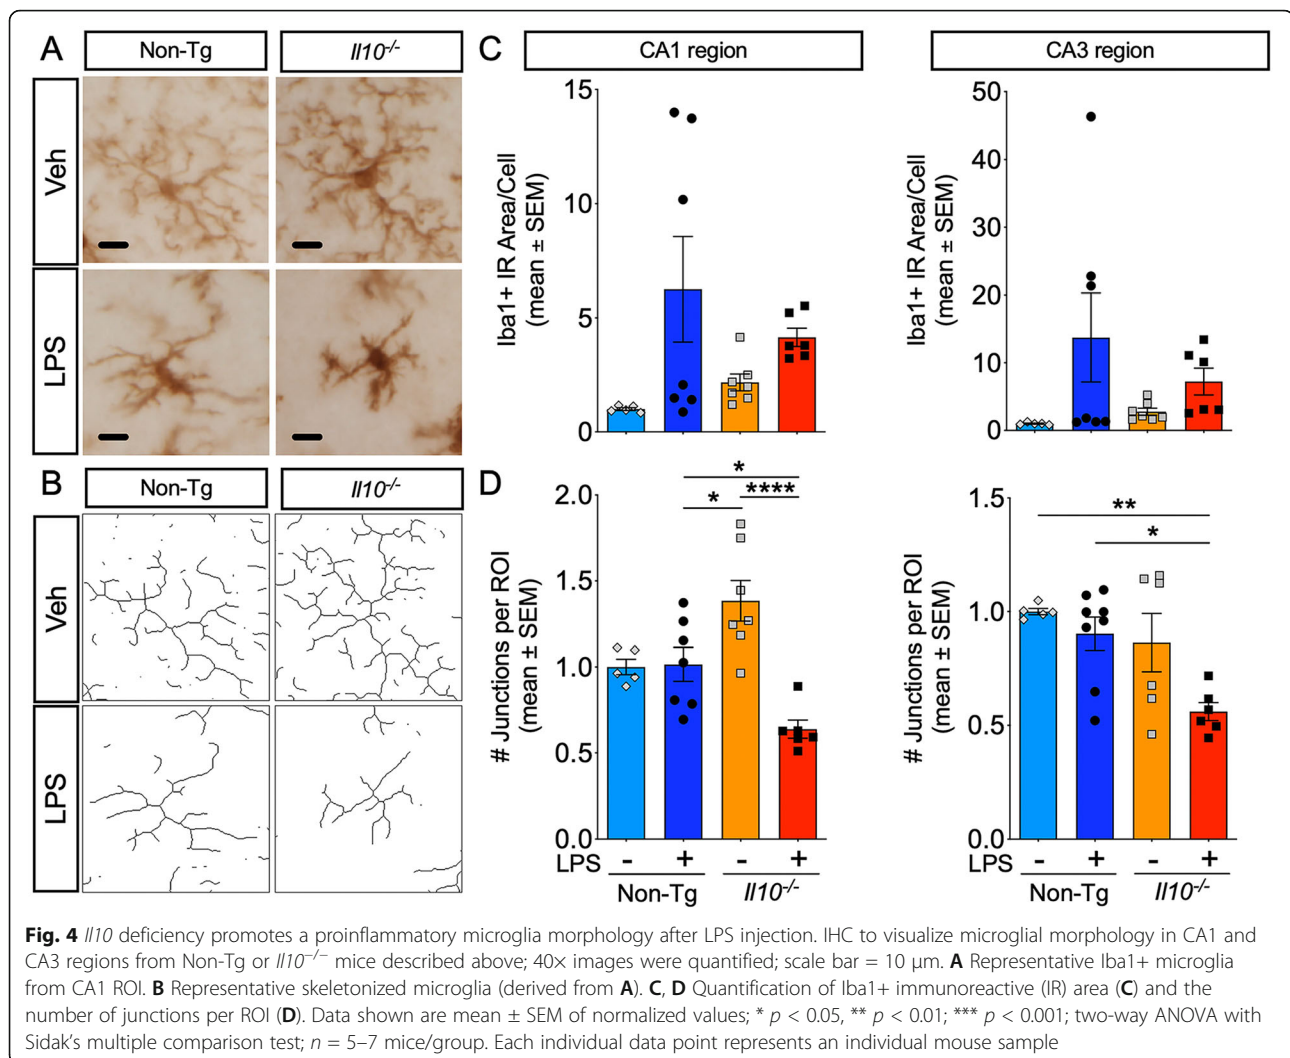 A
Non-Tg
Il10-/-
Veh
LPS
B
Non-Tg
Il10-/-
Veh
LPS
C
CA1 region
CA3 region
Iba1+ IR Area/Cell
(mean ± SEM)
15
10
5
0
Iba1+ IR Area/Cell
(mean ± SEM)
50
40
30
20
10
0
D
# Junctions per ROI
(mean ± SEM)
2.0
1.5
1.0
0.5
0.0
*
* ****
LPS - + - +
Non-Tg Il10-/-
# Junctions per ROI
(mean ± SEM)
1.5
1.0
0.5
0.0
**
*
LPS - + - +
Non-Tg Il10-/-
Fig. 4 Il10 deficiency promotes a proinflammatory microglia morphology after LPS injection. IHC to visualize microglial morphology in CA1 and
CA3 regions from Non-Tg or Il10−/− mice described above; 40× images were quantified; scale bar = 10 μm. A Representative Iba1+ microglia
from CA1 ROI. B Representative skeletonized microglia (derived from A). C, D Quantification of Iba1+ immunoreactive (IR) area (C) and the
number of junctions per ROI (D). Data shown are mean ± SEM of normalized values; * p < 0.05, ** p < 0.01; *** p < 0.001; two-way ANOVA with
Sidak's multiple comparison test; n = 5–7 mice/group. Each individual data point represents an individual mouse sample